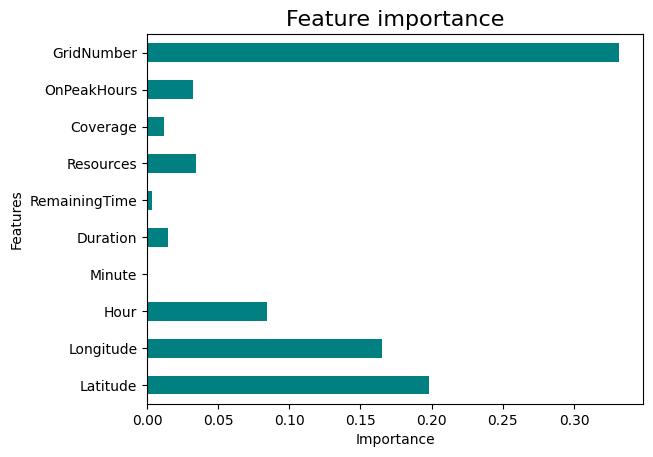 Feature importance
Features
GridNumber
OnPeakHours
Coverage
Resources
RemainingTime
Duration
Minute
Hour
Longitude
Latitude
0.00 0.05 0.10 0.15 0.20 0.25 0.30
Importance